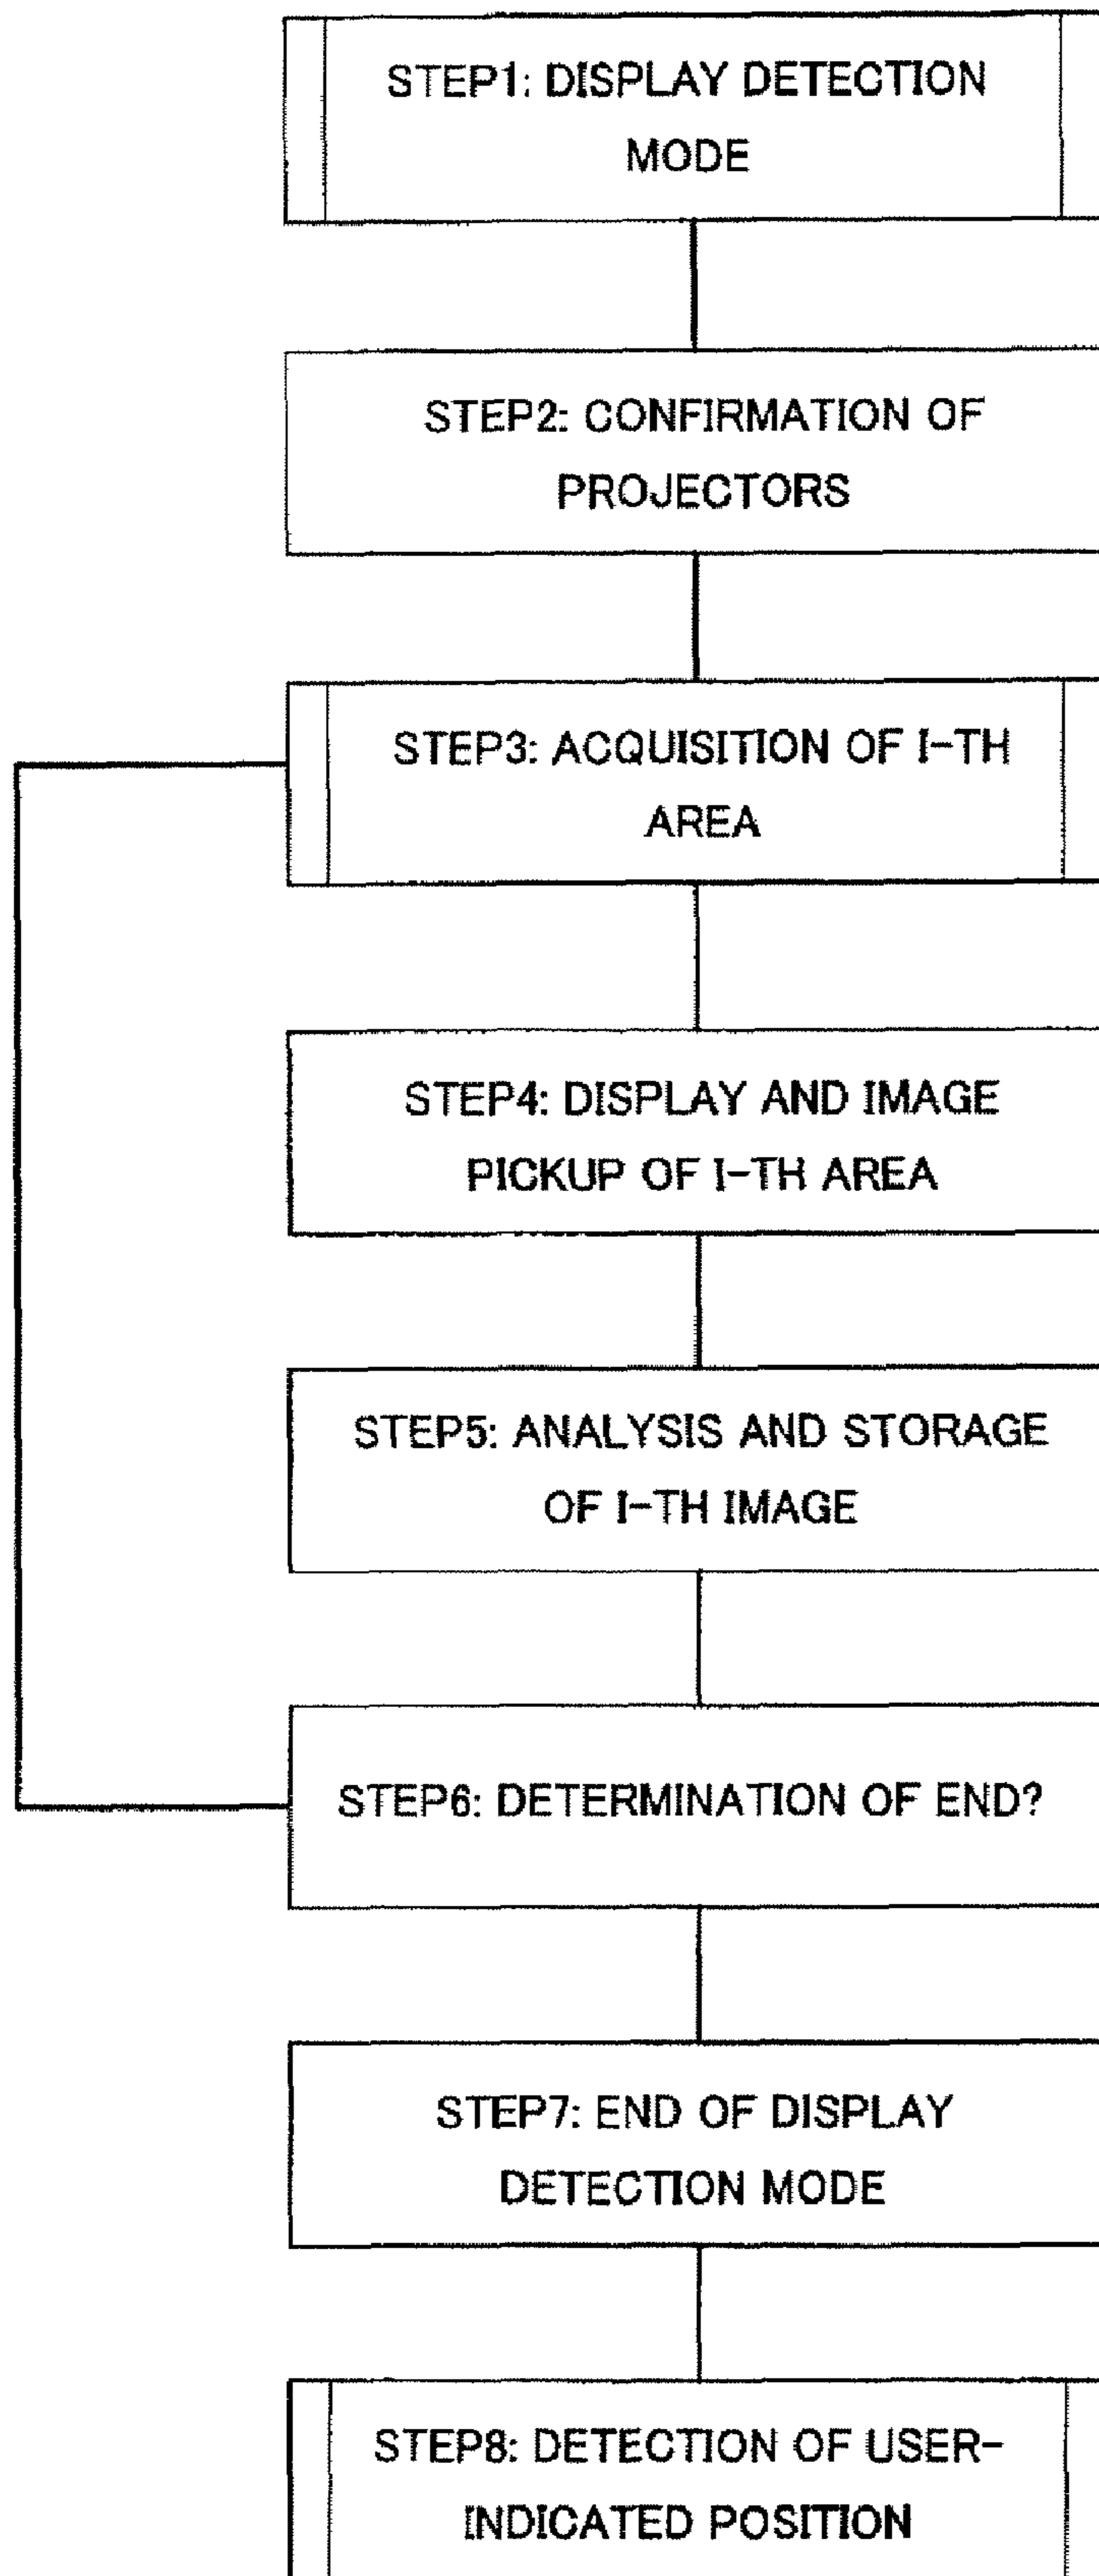 STEP1: DISPLAY DETECTION
MODE
STEP2: CONFIRMATION OF
PROJECTORS
STEP3: ACQUISITION OF I-TH
AREA
STEP4: DISPLAY AND IMAGE
PICKUP OF I-TH AREA
STEP5: ANALYSIS AND STORAGE
OF I-TH IMAGE
STEP6: DETERMINATION OF END?
STEP7: END OF DISPLAY
DETECTION MODE
STEP8: DETECTION OF USER-
INDICATED POSITION